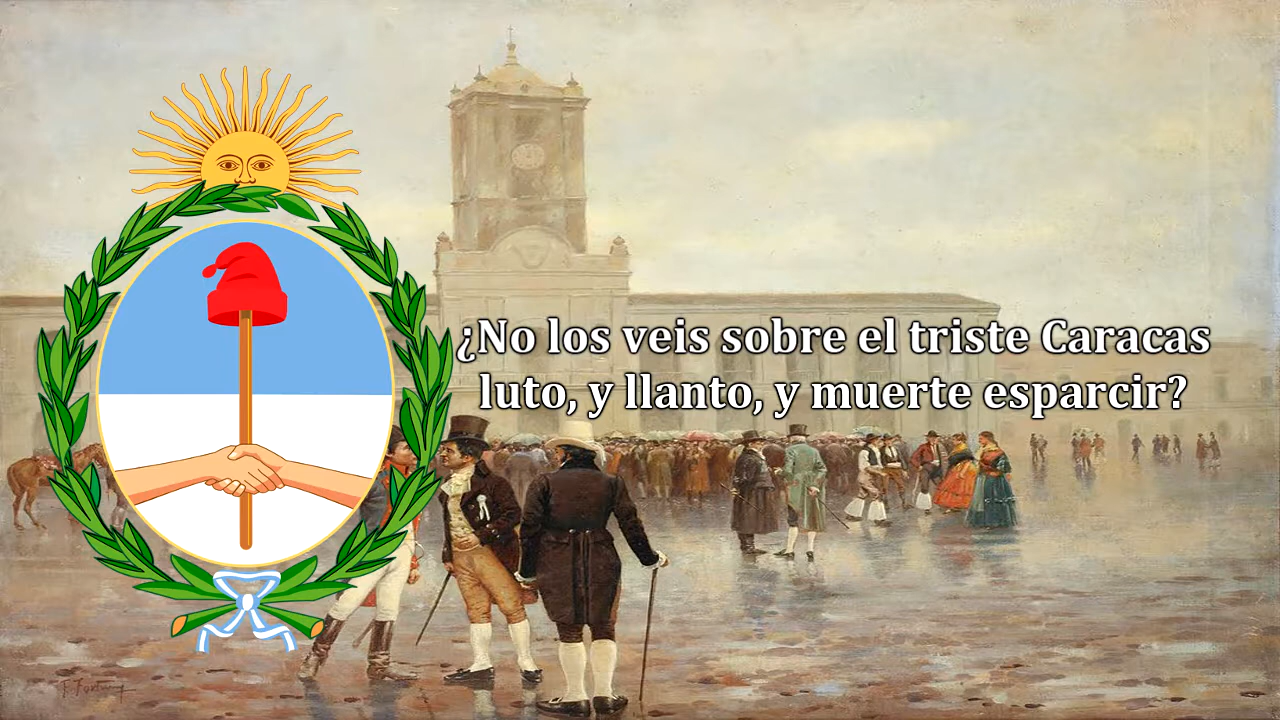 ¿No los veis sobre el triste Caracas
luto, y llanto, y muerte esparcir?